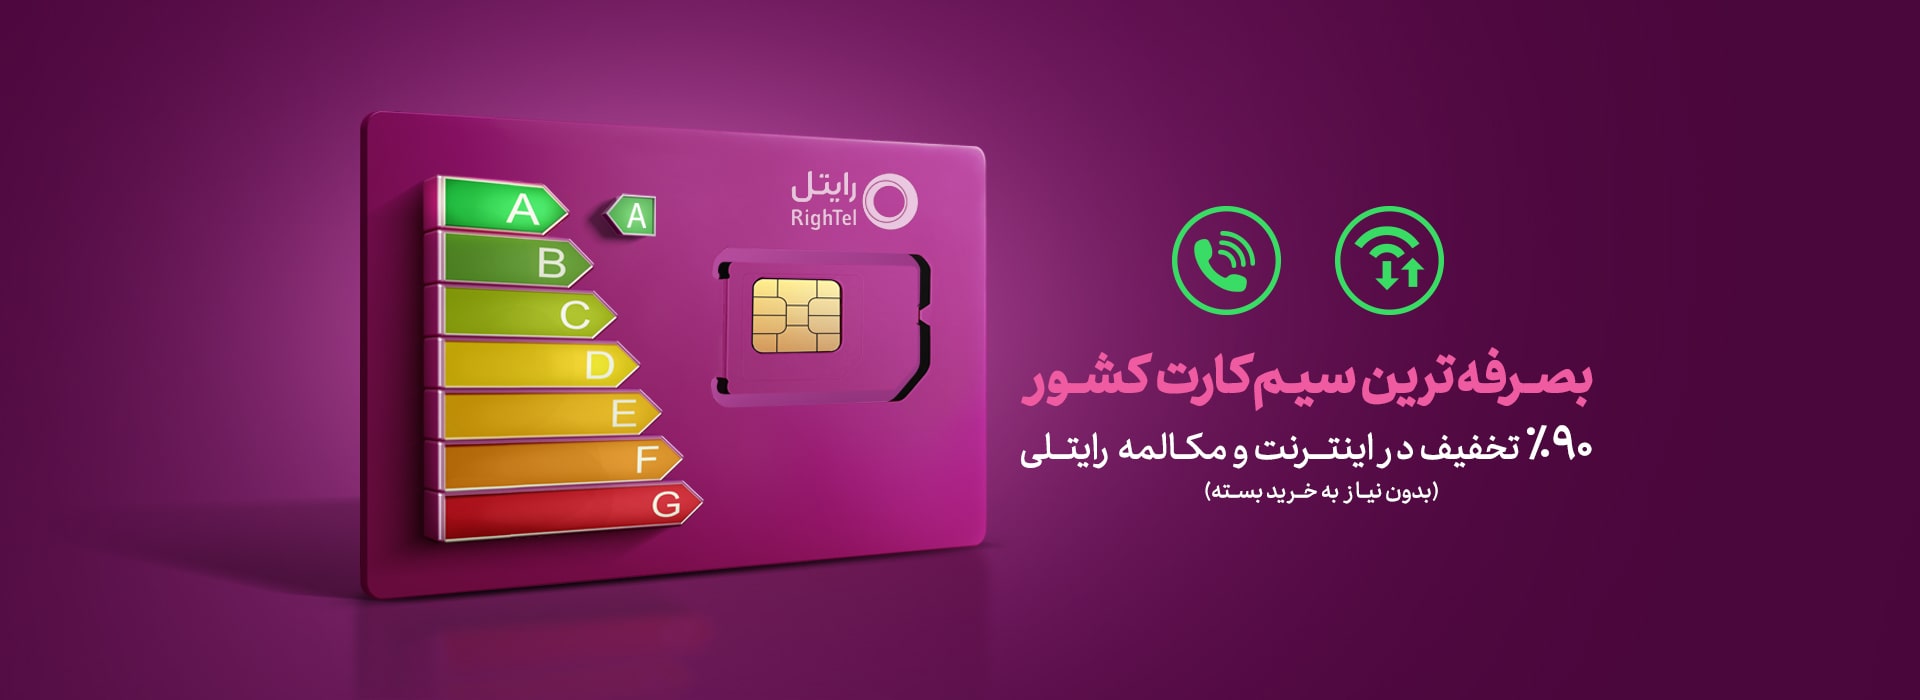 رایتل
RighTel
A
A
B
C
D
E
F
G
بصرفه‌ترین سیم‌کارت کشور
۹۰٪ تخفیف در اینترنت و مکالمه رایتلی
(بدون نیاز به خرید بسته)